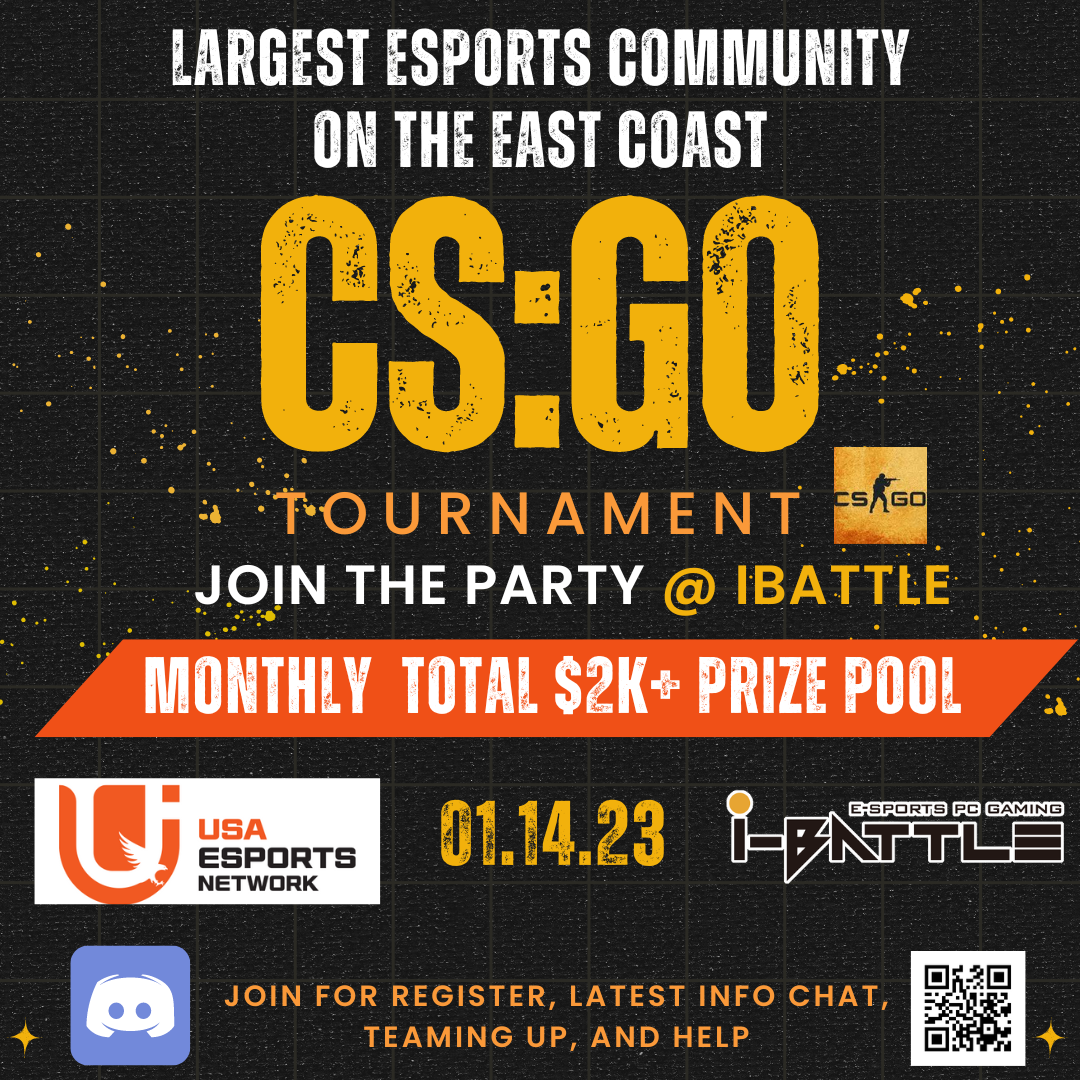 LARGEST ESPORTS COMMUNITY
ON THE EAST COAST
CS:GO
TOURNAMENT
CS GO
JOIN THE PARTY @ IBATTLE
MONTHLY TOTAL $2K+ PRIZE POOL
USA
ESPORTS
NETWORK
01.14.23
E-SPORTS PC GAMING
i-BATTLE
JOIN FOR REGISTER, LATEST INFO CHAT,
TEAMING UP, AND HELP